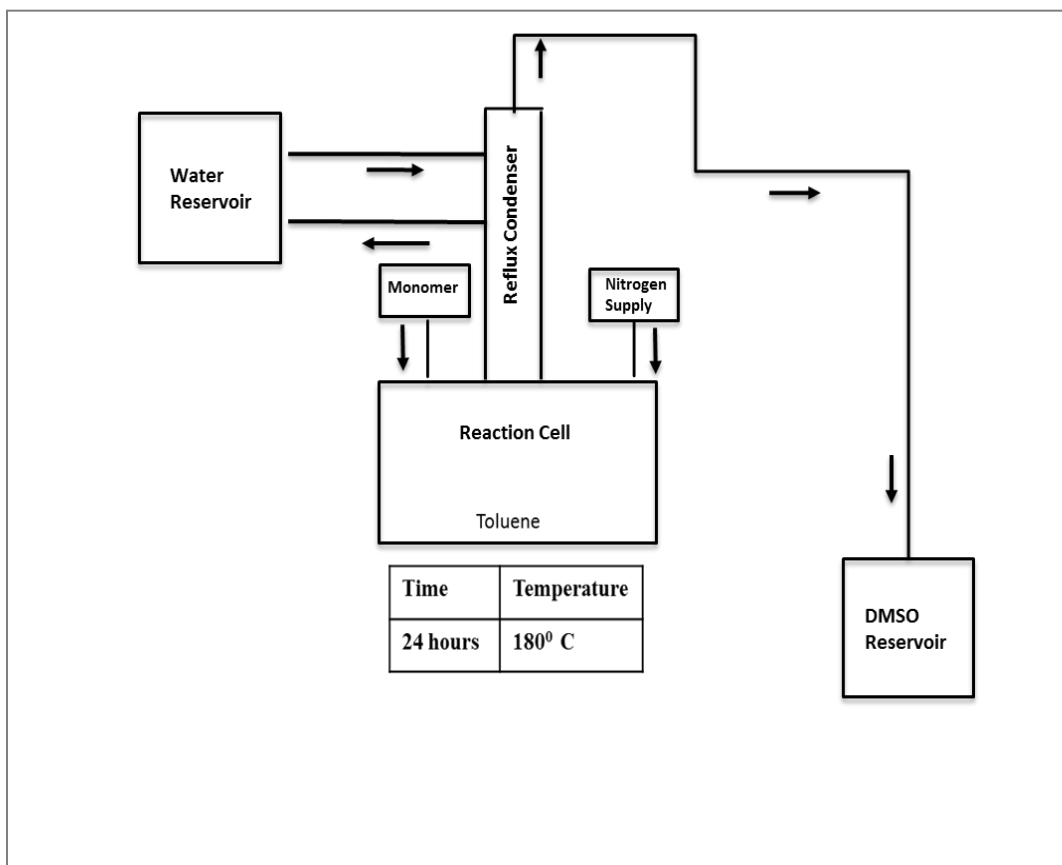 Water
Reservoir
Reflux Condenser
Monomer
Nitrogen
Supply
Reaction Cell
Toluene
Time Temperature
24 hours 180⁰ C
DMSO
Reservoir